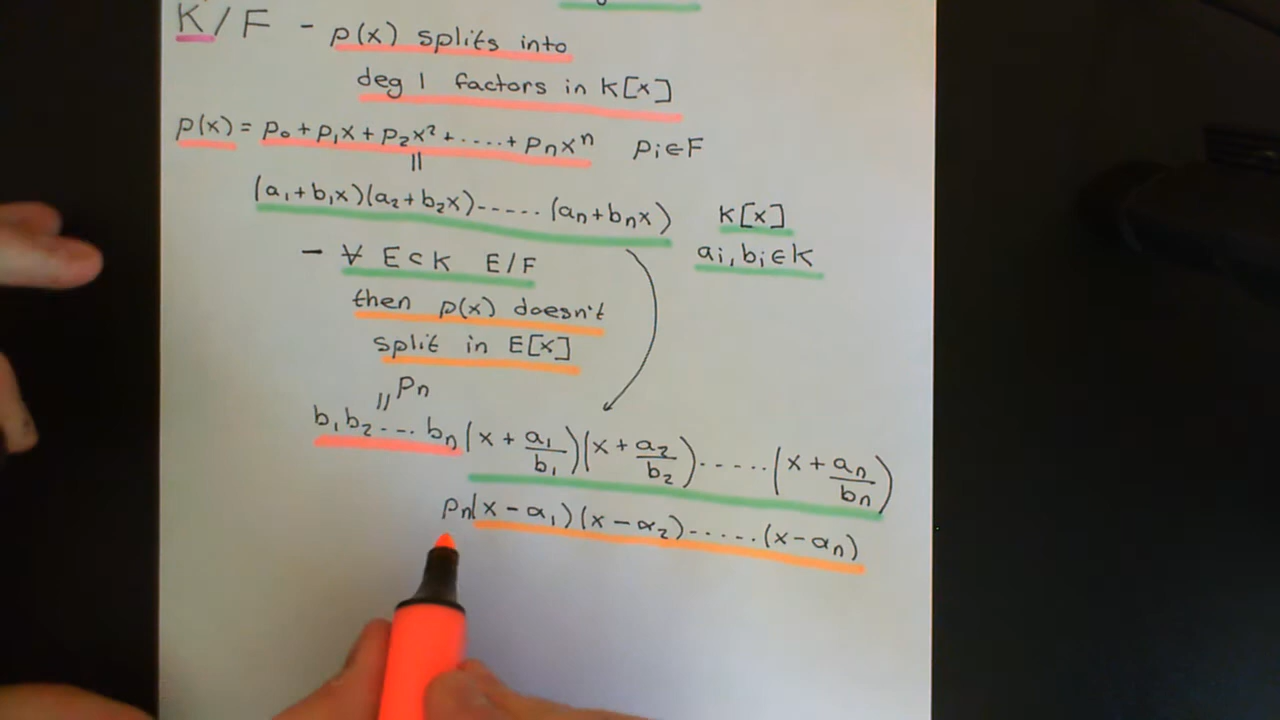 K/F - p(x) splits into
deg 1 factors in K[x]
p(x) = p₀ + p₁x + p₂x² + ..... + pₙxⁿ pᵢ∈F
=
(a₁+b₁x)(a₂+b₂x)----- (aₙ+bₙx) K[x]
aᵢ, bᵢ ∈ K
- ∀ E⊂K E/F
then p(x) doesn't
split in E[x]
= pₙ
b₁b₂---- bₙ(x + a₁/b₁)(x + a₂/b₂)......(x + aₙ/bₙ)
pₙ(x-α₁)(x-α₂)......(x-αₙ)